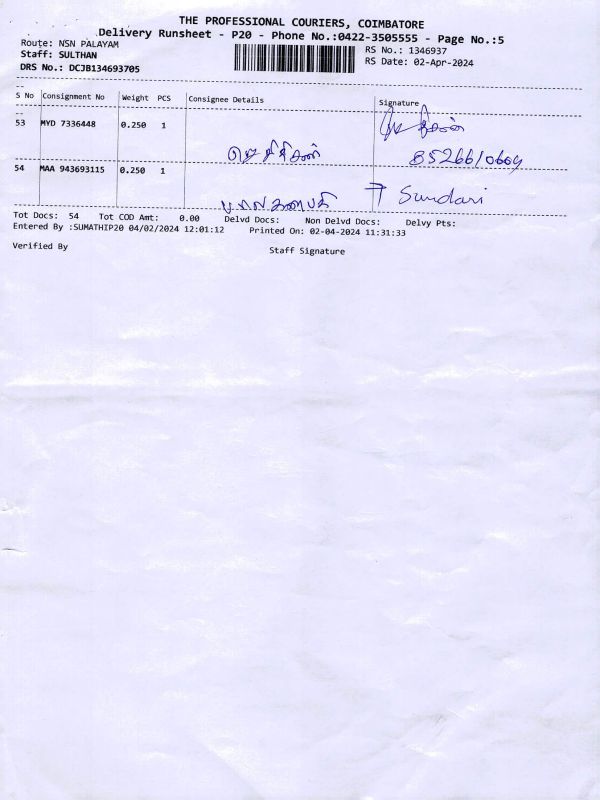 THE PROFESSIONAL COURIERS, COIMBATORE
Delivery Runsheet - P20 - Phone No.:0422-3505555 - Page No.:5
Route: NSN PALAYAM
RS No.: 1346937
Staff: SULTHAN
RS Date: 02-Apr-2024
DRS No.: DCJB134693705
S No Consignment No Weight PCS Consignee Details Signature
53 MYD 7336448 0.250 1
54 MAA 943693115 0.250 1
Sundari
Tot Docs: 54 Tot COD Amt: 0.00 Delvd Docs: Non Delvd Docs: Delvy Pts:
Entered By :SUMATHIP20 04/02/2024 12:01:12 Printed On: 02-04-2024 11:31:33
Verified By Staff Signature